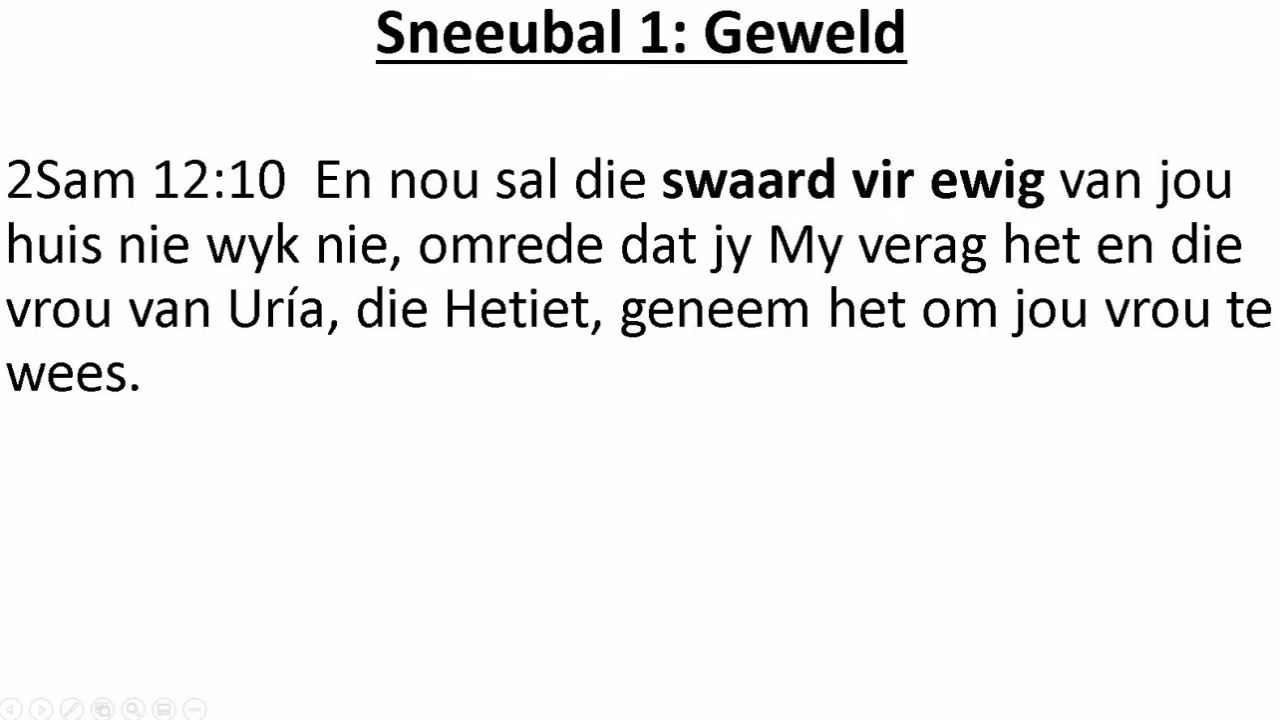 Sneeubal 1: Geweld
2Sam 12:10  En nou sal die swaard vir ewig van jou
huis nie wyk nie, omrede dat jy My verag het en die
vrou van Uría, die Hetiet, geneem het om jou vrou te
wees.